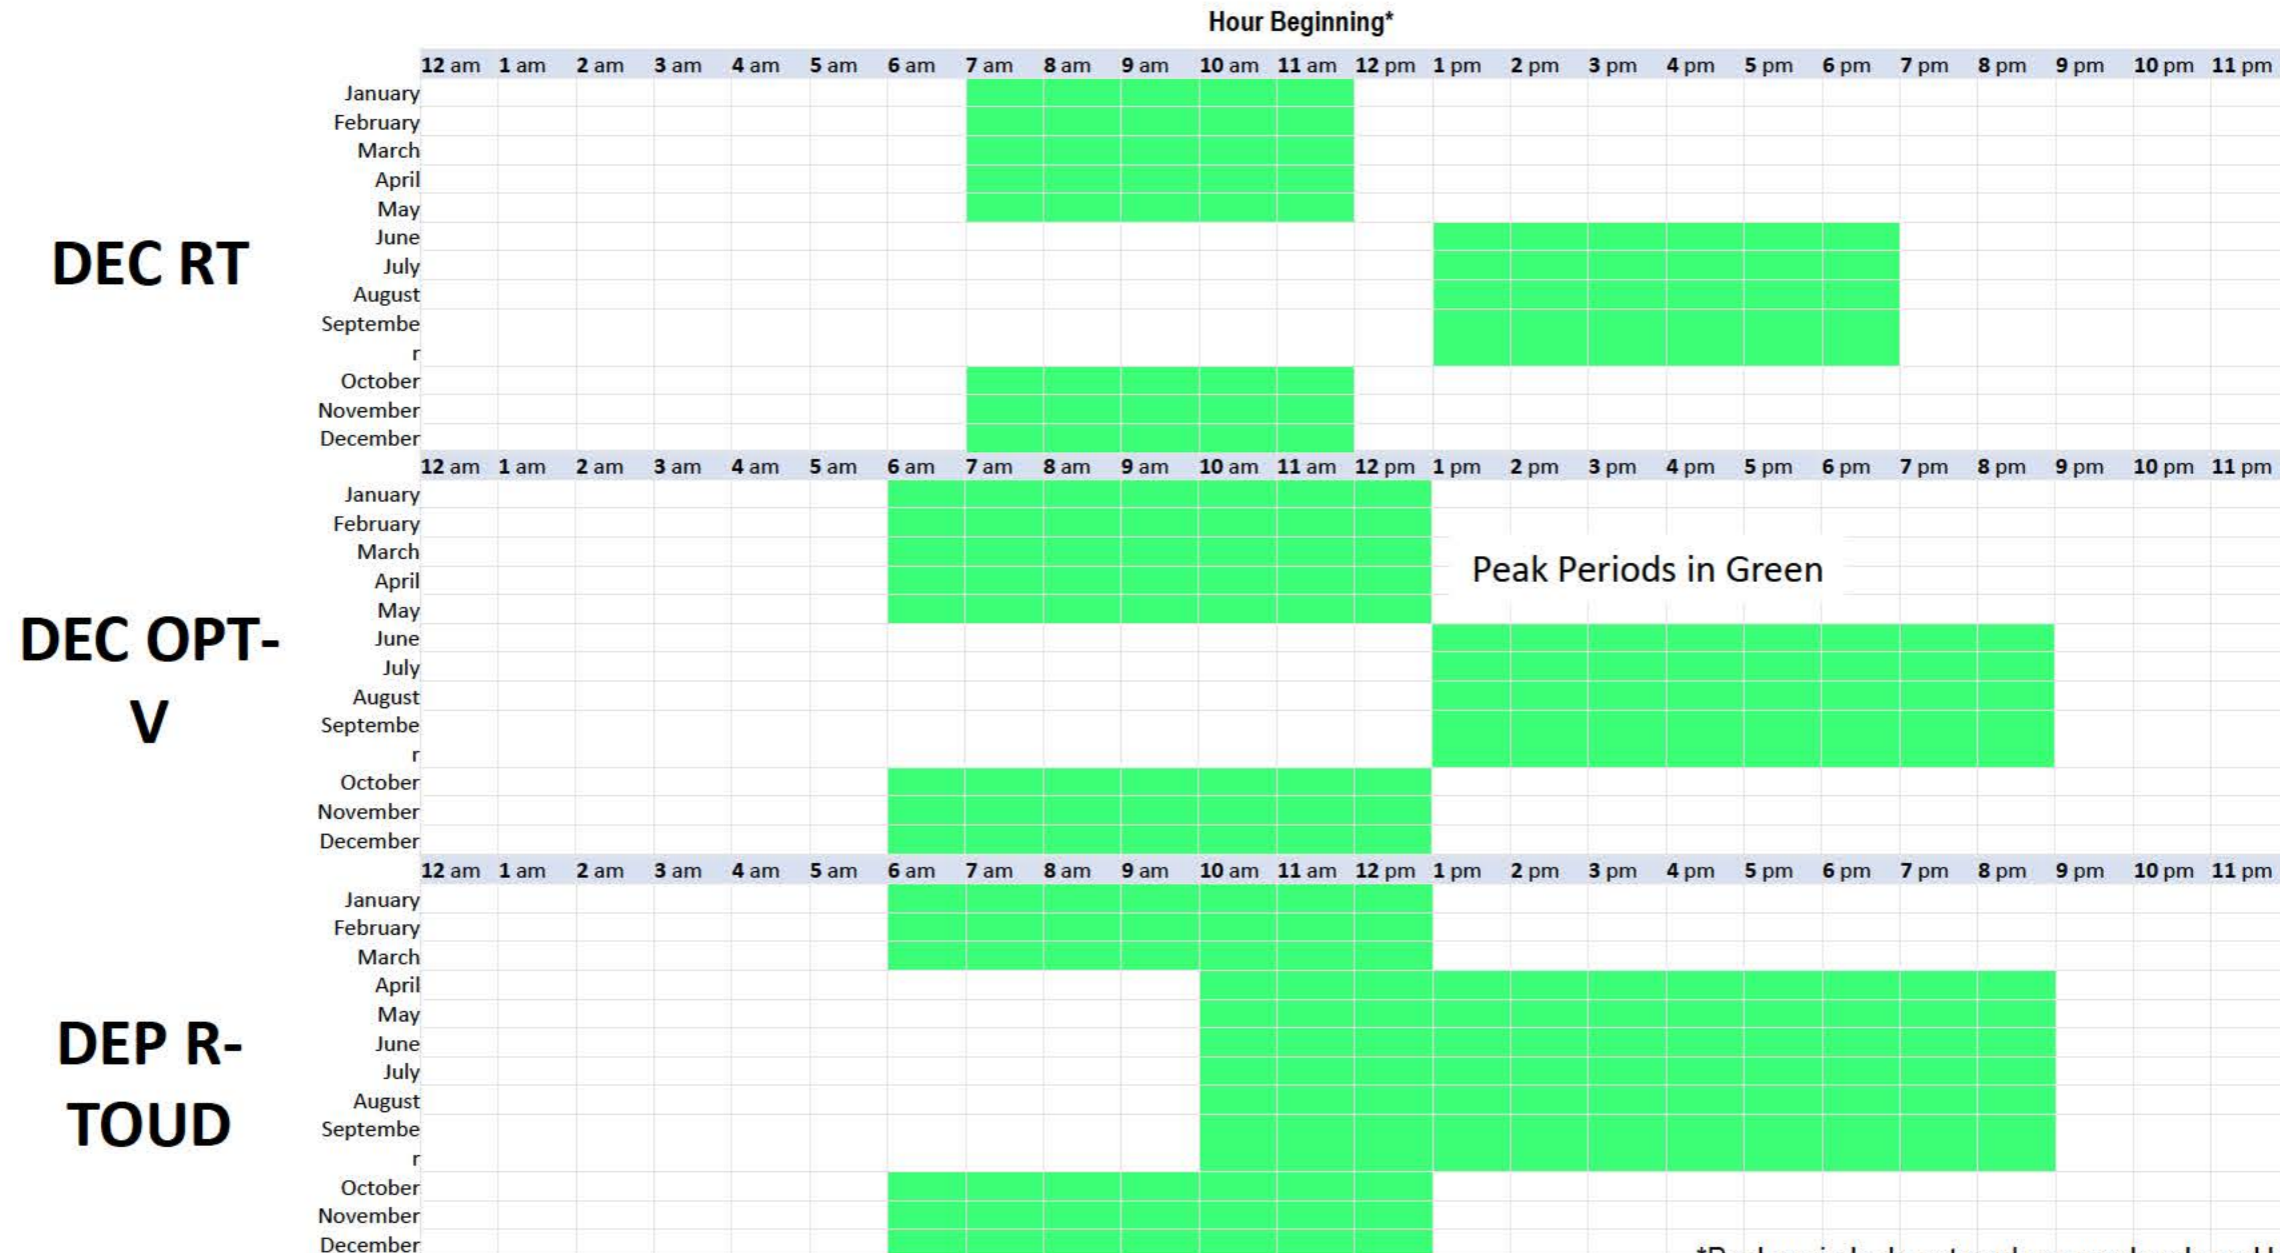 Hour Beginning*
12 am 1 am 2 am 3 am 4 am 5 am 6 am 7 am 8 am 9 am 10 am 11 am 12 pm 1 pm 2 pm 3 pm 4 pm 5 pm 6 pm 7 pm 8 pm 9 pm 10 pm 11 pm
DEC RT
January
February
March
April
May
June
July
August
Septembe
r
October
November
December
12 am 1 am 2 am 3 am 4 am 5 am 6 am 7 am 8 am 9 am 10 am 11 am 12 pm 1 pm 2 pm 3 pm 4 pm 5 pm 6 pm 7 pm 8 pm 9 pm 10 pm 11 pm
DEC OPT-
V
January
February
March
April
May
June
July
August
Septembe
r
October
November
December
Peak Periods in Green
12 am 1 am 2 am 3 am 4 am 5 am 6 am 7 am 8 am 9 am 10 am 11 am 12 pm 1 pm 2 pm 3 pm 4 pm 5 pm 6 pm 7 pm 8 pm 9 pm 10 pm 11 pm
DEP R-
TOUD
January
February
March
April
May
June
July
August
Septembe
r
October
November
December